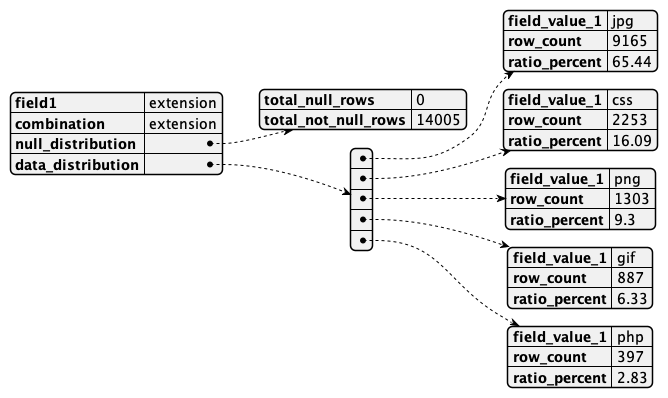 field1 extension
combination extension
null_distribution
data_distribution
total_null_rows 0
total_not_null_rows 14005
field_value_1 jpg
row_count 9165
ratio_percent 65.44
field_value_1 css
row_count 2253
ratio_percent 16.09
field_value_1 png
row_count 1303
ratio_percent 9.3
field_value_1 gif
row_count 887
ratio_percent 6.33
field_value_1 php
row_count 397
ratio_percent 2.83